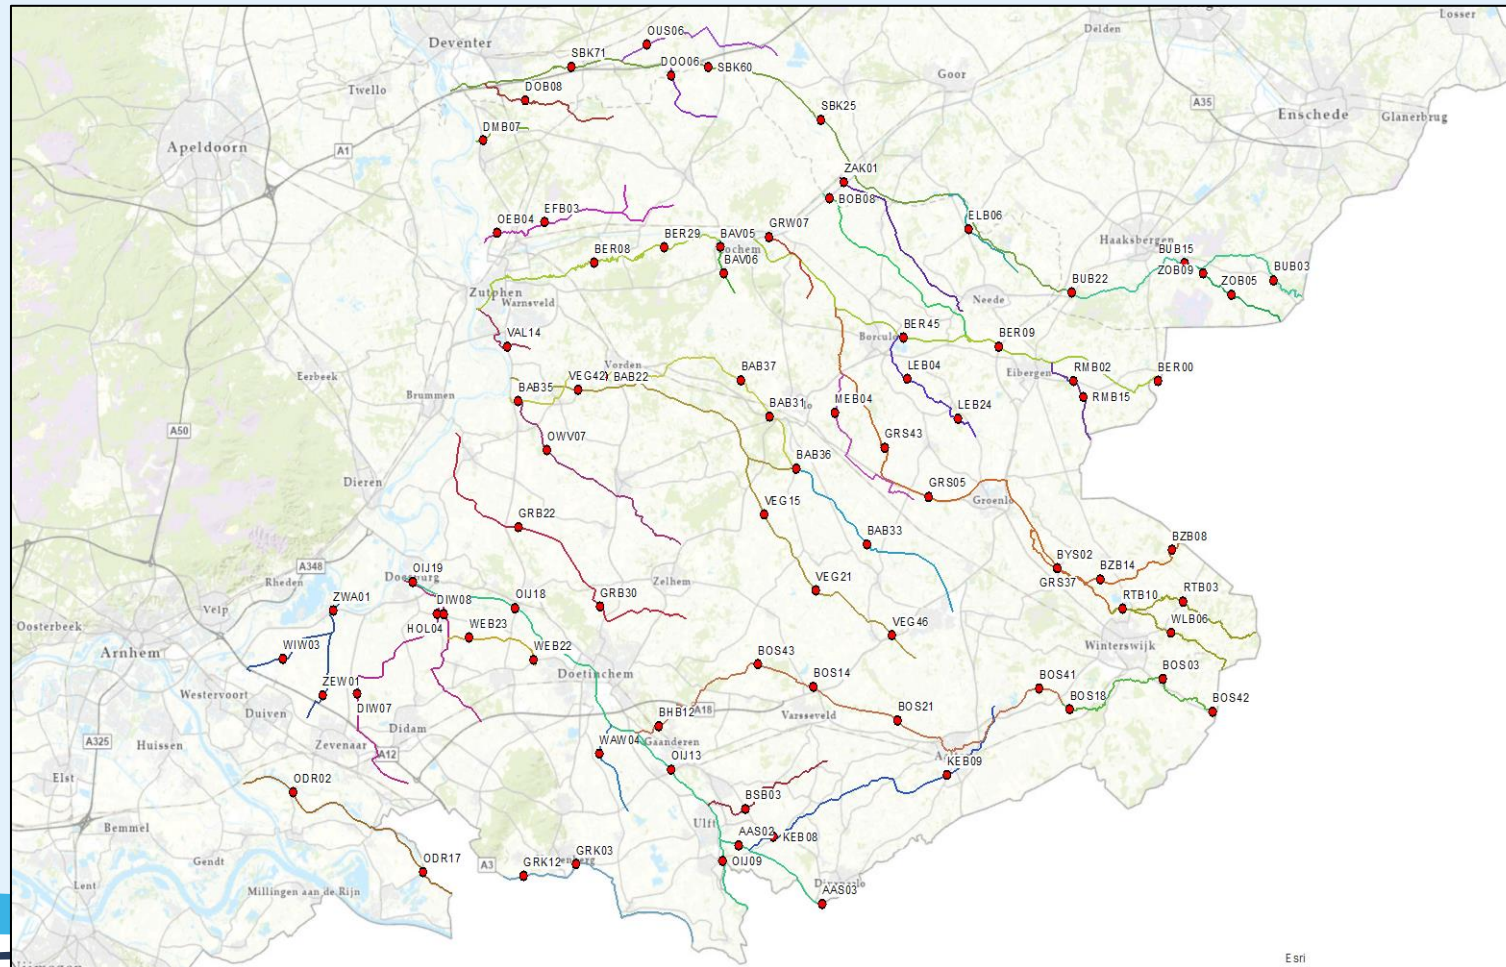 Losser
Delden
OUS06
Deventer
SBK71
DOO06
SBK60
Goor
Twello
DOB08
A35
SBK25
Enschede
Glanerbrug
DMB07
Apeldoorn
A1
ZAK01
BOB08
EFB03
OEB04
ELB06
GRW07
BAV05
BER29
BER08
Haaksbergen
BUB15
ochem
BAV06
ZOB09
BUB03
BUB22
ZOB05
Zutphen
Warnsveld
Neede
VAL14
BER45
BER09
Borculo
Vorden
Eerbeek
VEG42
BAB22
BAB37
LEB04
Eibergen
RMB02
BER00
BAB35
Brummen
RMB15
BAB31
lo
MEB04
LEB24
A50
OWV07
GRS43
BAB36
Dieren
GRS05
Groenlo
VEG15
GRB22
BAB33
BZB08
BYS02
A348
OIJ19
Doesburg
Rheden
Zelhem
GRS37
BZB14
VEG21
RTB03
ZWA01
Velp
DIW08
OIJ18
GRB30
RTB10
HOL04
WEB23
VEG46
WLB06
Oosterbeek
Arnhem
WIW03
WEB22
Winterswijk
BOS43
Doetinchem
BOS14
BOS41
BOS03
Westervoort
ZEW01
BOS18
BOS42
Duiven
DIW07
BHB12
A18
Varsseveld
BOS21
Didam
A325
Huissen
Zevenaar
A12
WAW04
Gaanderen
OIJ13
KEB09
Elst
ODR02
BSB03
Bemmel
Ulft
AAS02
KEB08
Gendt
A3
GRK12
GRK03
enberg
OIJ09
ODR17
Lent
Millingen aan de Rijn
AAS03
Nijmegen
Esri